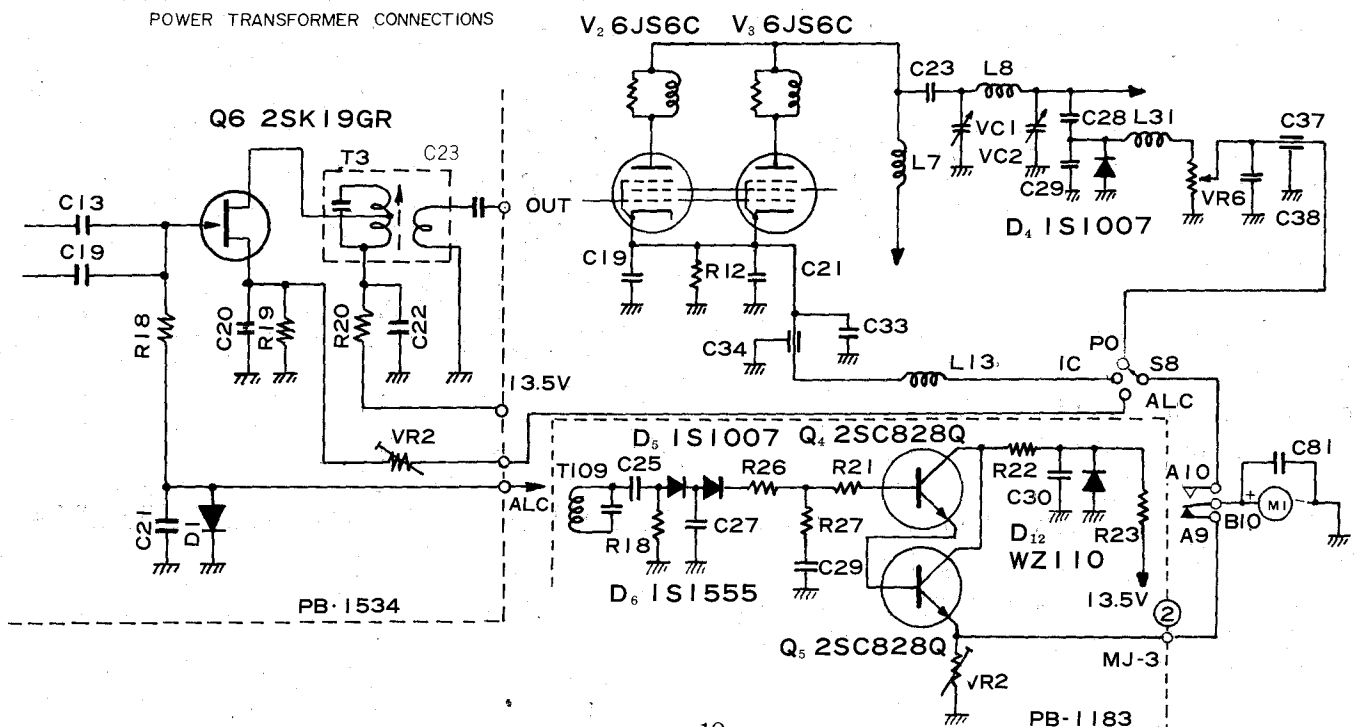 POWER TRANSFORMER CONNECTIONS
V₂ 6JS6C
V₃ 6JS6C
C23
L8
Q6 2SK19GR
T3
C23
VC1
VC2
C28
L31
C37
L7
C29
VR6
C38
C13
OUT
D₄ 1S1007
C19
C19
R12
C21
R18
C20
R19
R20
C22
C34
C33
PO
L13
IC
S8
13.5V
ALC
VR2
D₅ 1S1007
Q₄ 2SC828Q
C81
T109
C25
R26
R21
R22
C30
A10
+
M1
ALC
B10
A9
C21
D1
R18
C27
R27
D₁₂
WZ110
R23
C29
D₆ 1S1555
13.5V
PB·1534
2
Q₅ 2SC828Q
MJ-3
VR2
PB-1183